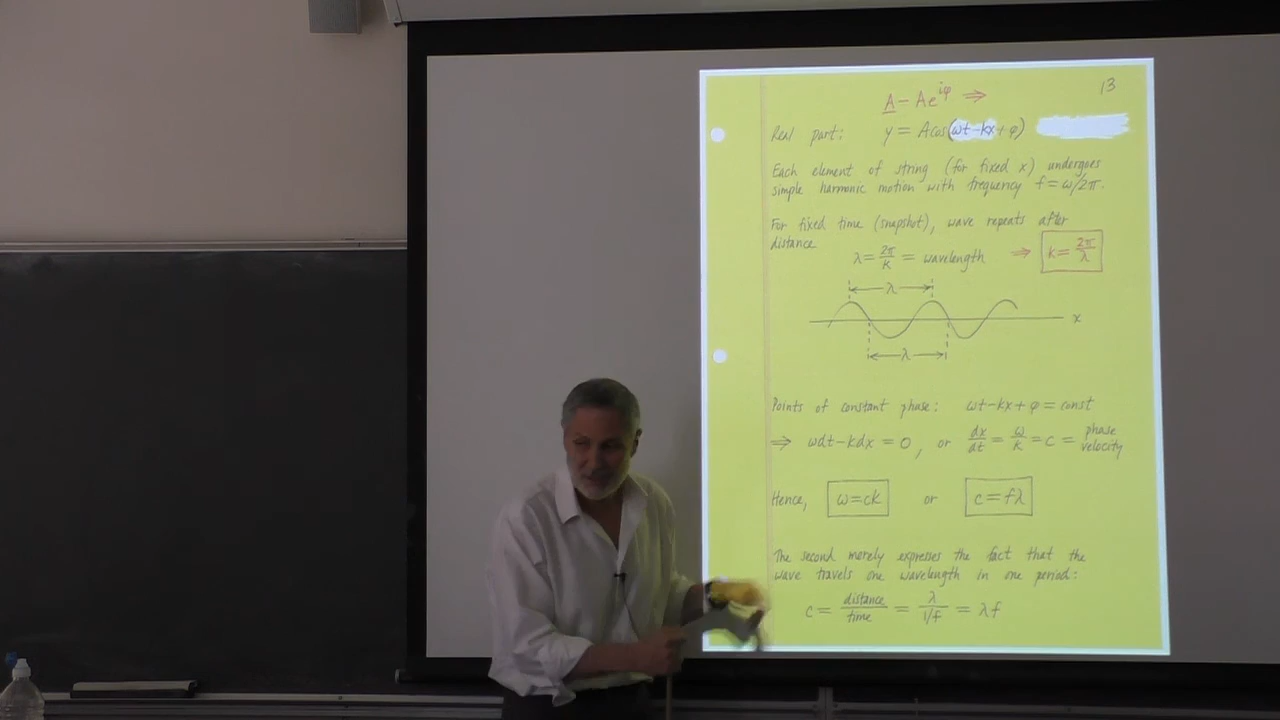 13
A – Ae^{iφ} ⇒
Real part: y = Acos(ωt–kx+φ)
Each element of string (for fixed x) undergoes
simple harmonic motion with frequency f = ω/2π.
For fixed time (snapshot), wave repeats after
distance
λ = 2π/k = wavelength ⇒ k = 2π/λ
λ
x
λ
Points of constant phase: ωt–kx+φ = const
⇒ ωdt–kdx = 0, or dx/dt = ω/k = c = phase velocity
Hence, ω=ck or c = fλ
The second merely expresses the fact that the
wave travels one wavelength in one period:
c = distance/time = λ/1/f = λf